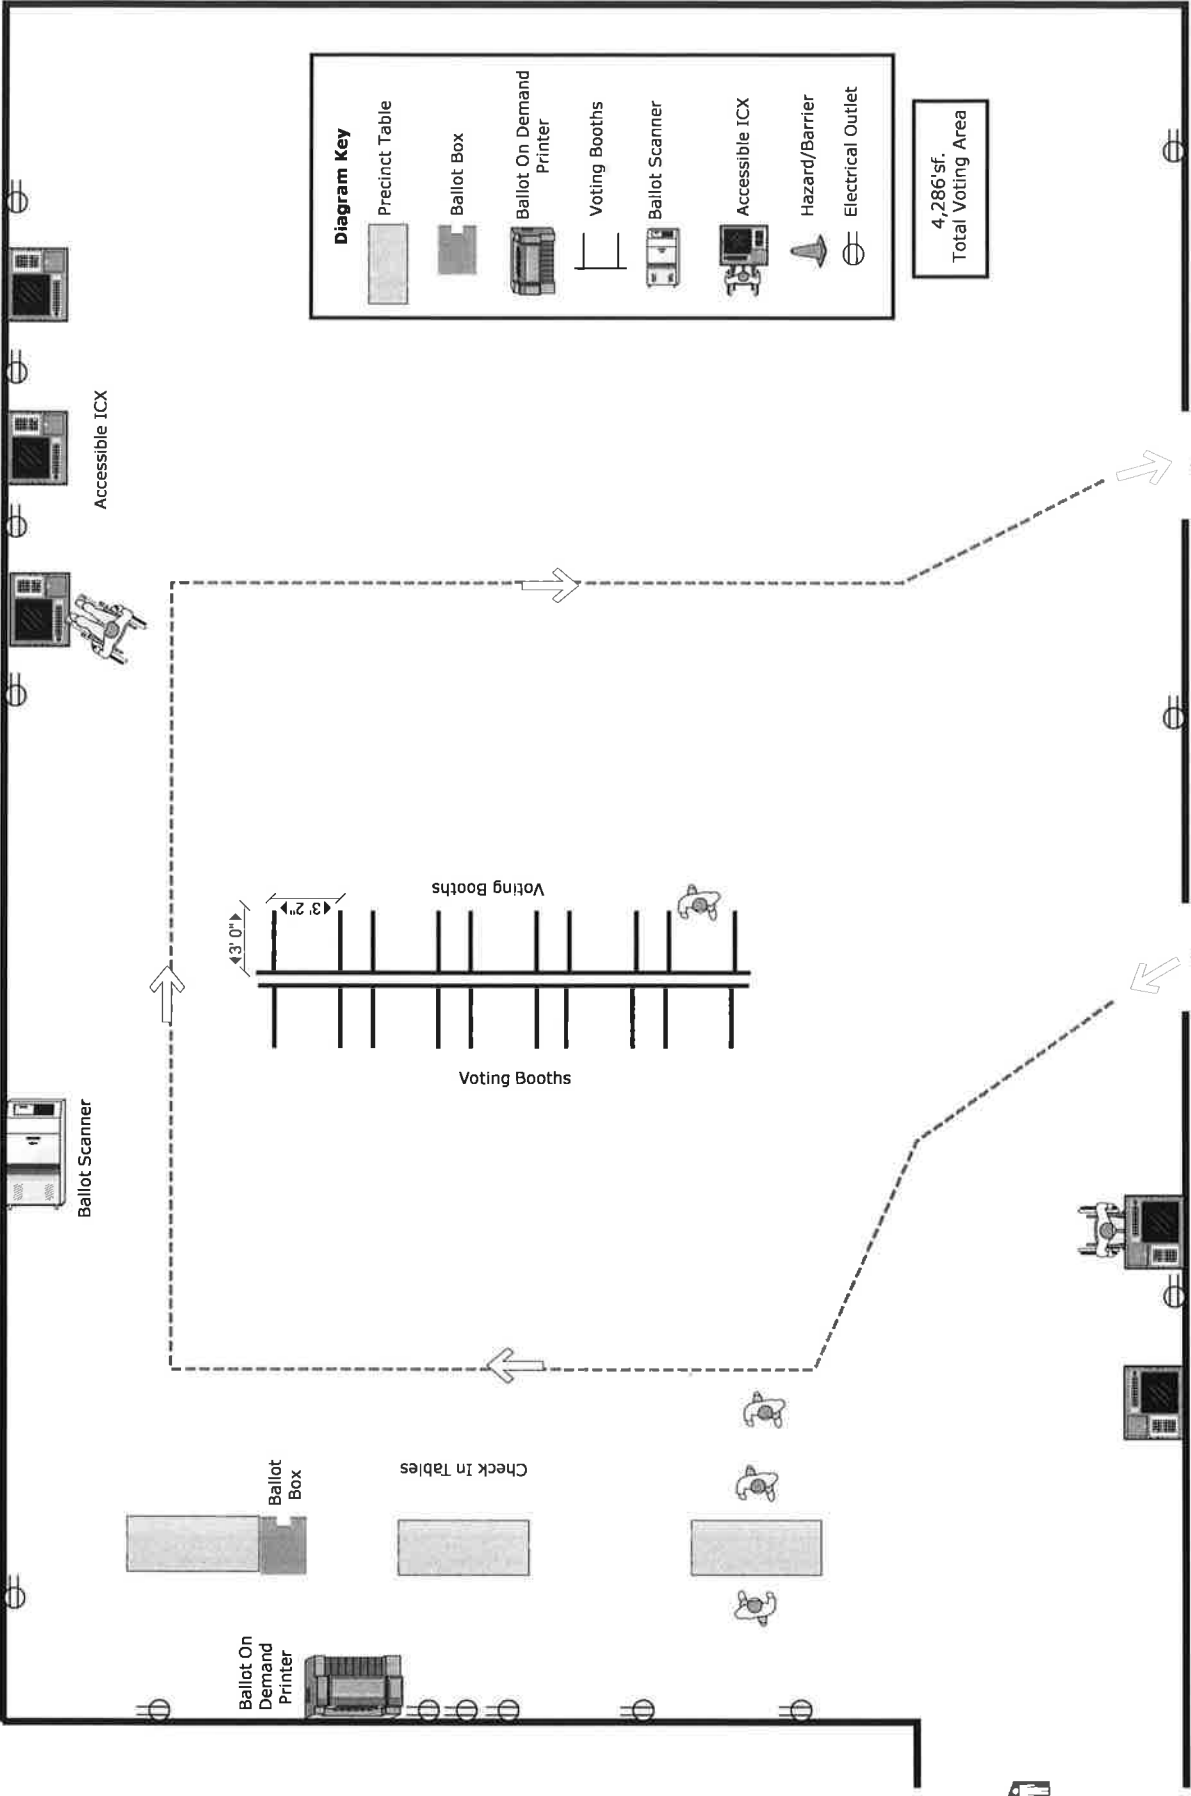 Diagram Key
Precinct Table
Ballot Box
Ballot On Demand
Printer
Voting Booths
Ballot Scanner
Accessible ICX
Hazard/Barrier
Electrical Outlet
4,286'sf.
Total Voting Area
Accessible ICX
Ballot Scanner
3' 0"
3' 2"
Voting Booths
Voting Booths
Ballot
Box
Check In Tables
Ballot On
Demand
Printer